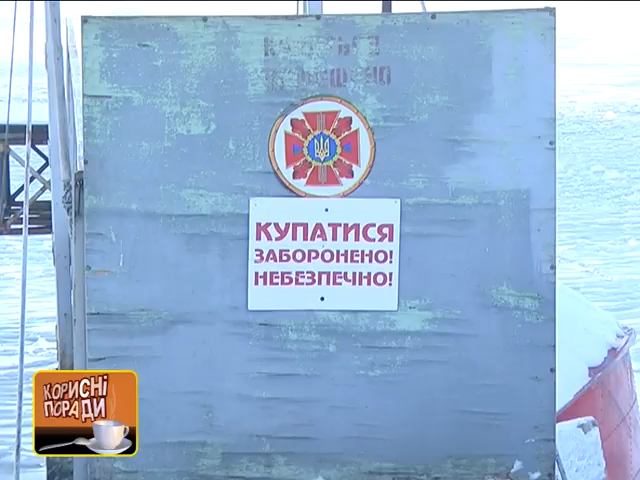 КУПАТИСЯ
ЗАБОРОНЕНО!
НЕБЕЗПЕЧНО!
КОРИСНІ
ПОРАДИ